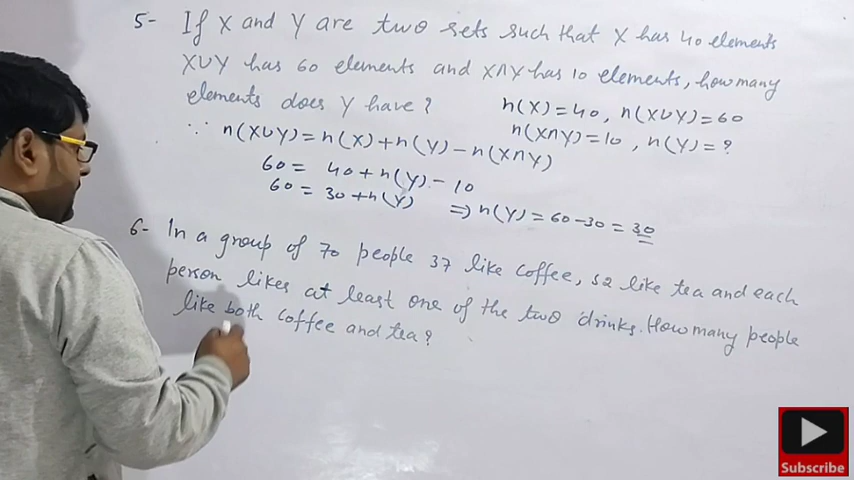 5- If X and Y are two sets such that X has 40 elements
XUY has 60 elements and X∩Y has 10 elements, how many
elements does Y have?
n(X)=40, n(XUY)=60
n(X∩Y)=10, n(Y)=?
∵ n(XUY)=n(X)+n(Y)-n(X∩Y)
60 = 40+n(Y)-10
60 = 30+n(Y) ⇒ n(Y)=60-30=30
6- In a group of 70 people 37 like coffee, 52 like tea and each
person likes at least one of the two drinks. How many people
like both coffee and tea?
Subscribe